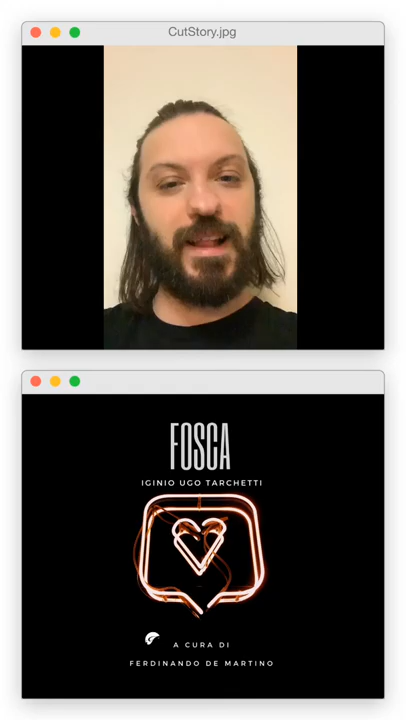 CutStory.jpg
FOSCA
IGINIO UGO TARCHETTI
A CURA DI
FERDINANDO DE MARTINO